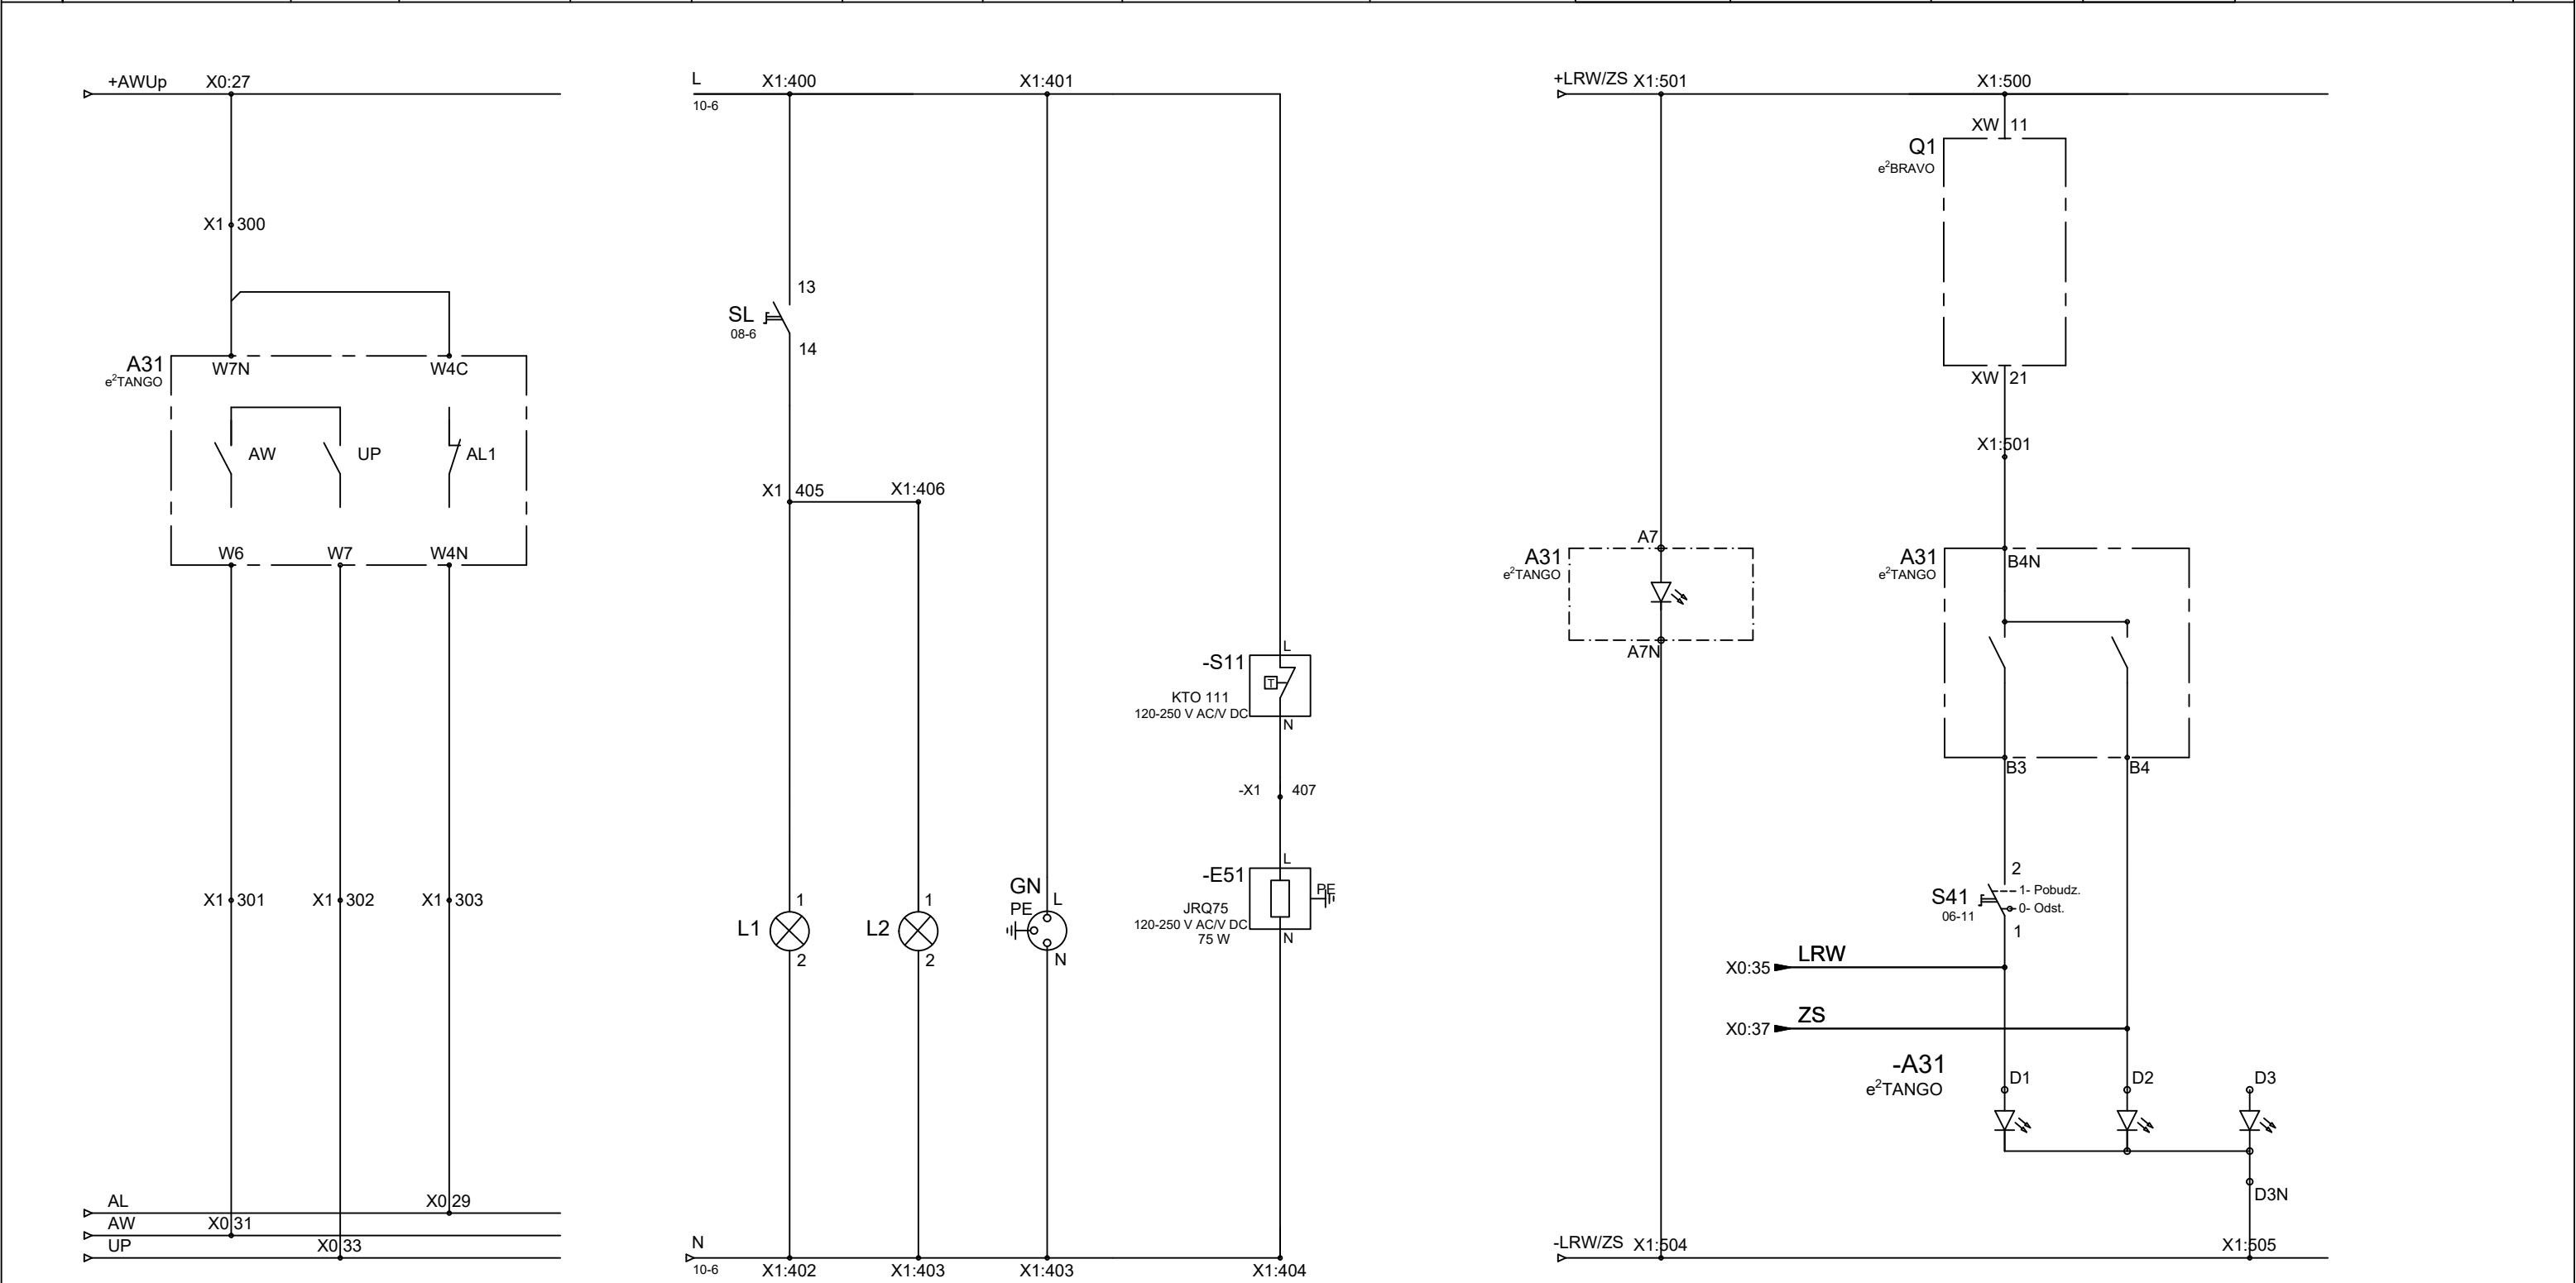 +AWUp X0:27
X1 300
A31
e²TANGO
W7N W4C
AW UP AL1
W6 W7 W4N
X1 301 X1 302 X1 303
AL X0:29
AW X0:31
UP X0:33
L X1:400 X1:401
10-6
13
SL
08-6
14
X1 405 X1:406
-S11
L
KTO 111
120-250 V AC/V DC
N
-X1 407
-E51
L
JRQ75
120-250 V AC/V DC
75 W
PE
N
L1
1
2
L2
1
2
GN
PE
L
N
N
10-6
X1:402 X1:403 X1:403 X1:404
+LRW/ZS X1:501 X1:500
XW 11
Q1
e²BRAVO
XW 21
X1:501
A7
A31
e²TANGO
A7N
A31
e²TANGO
B4N
B3 B4
2
S41
06-11
1- Pobudz.
0- Odst.
1
X0:35 LRW
X0:37 ZS
-A31
e²TANGO
D1 D2 D3
D3N
-LRW/ZS X1:504 X1:505